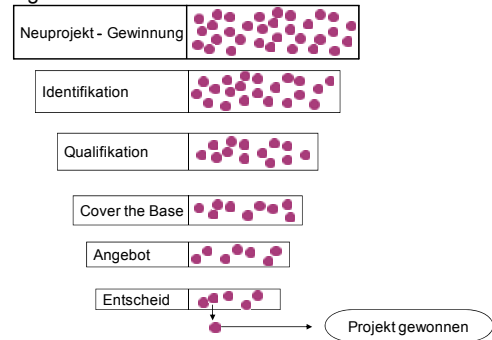 Neuprojekt - Gewinnung
Identifikation
Qualifikation
Cover the Base
Angebot
Entscheid
Projekt gewonnen